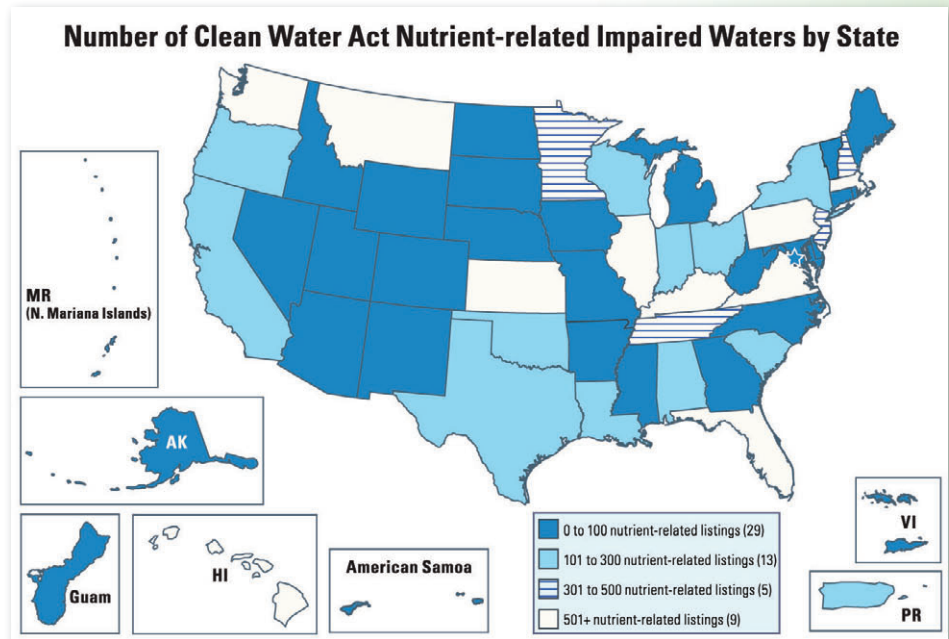 Number of Clean Water Act Nutrient-related Impaired Waters by State
MR
(N. Mariana Islands)
AK
Guam
HI
American Samoa
0 to 100 nutrient-related listings (29)
101 to 300 nutrient-related listings (13)
301 to 500 nutrient-related listings (5)
501+ nutrient-related listings (9)
VI
PR